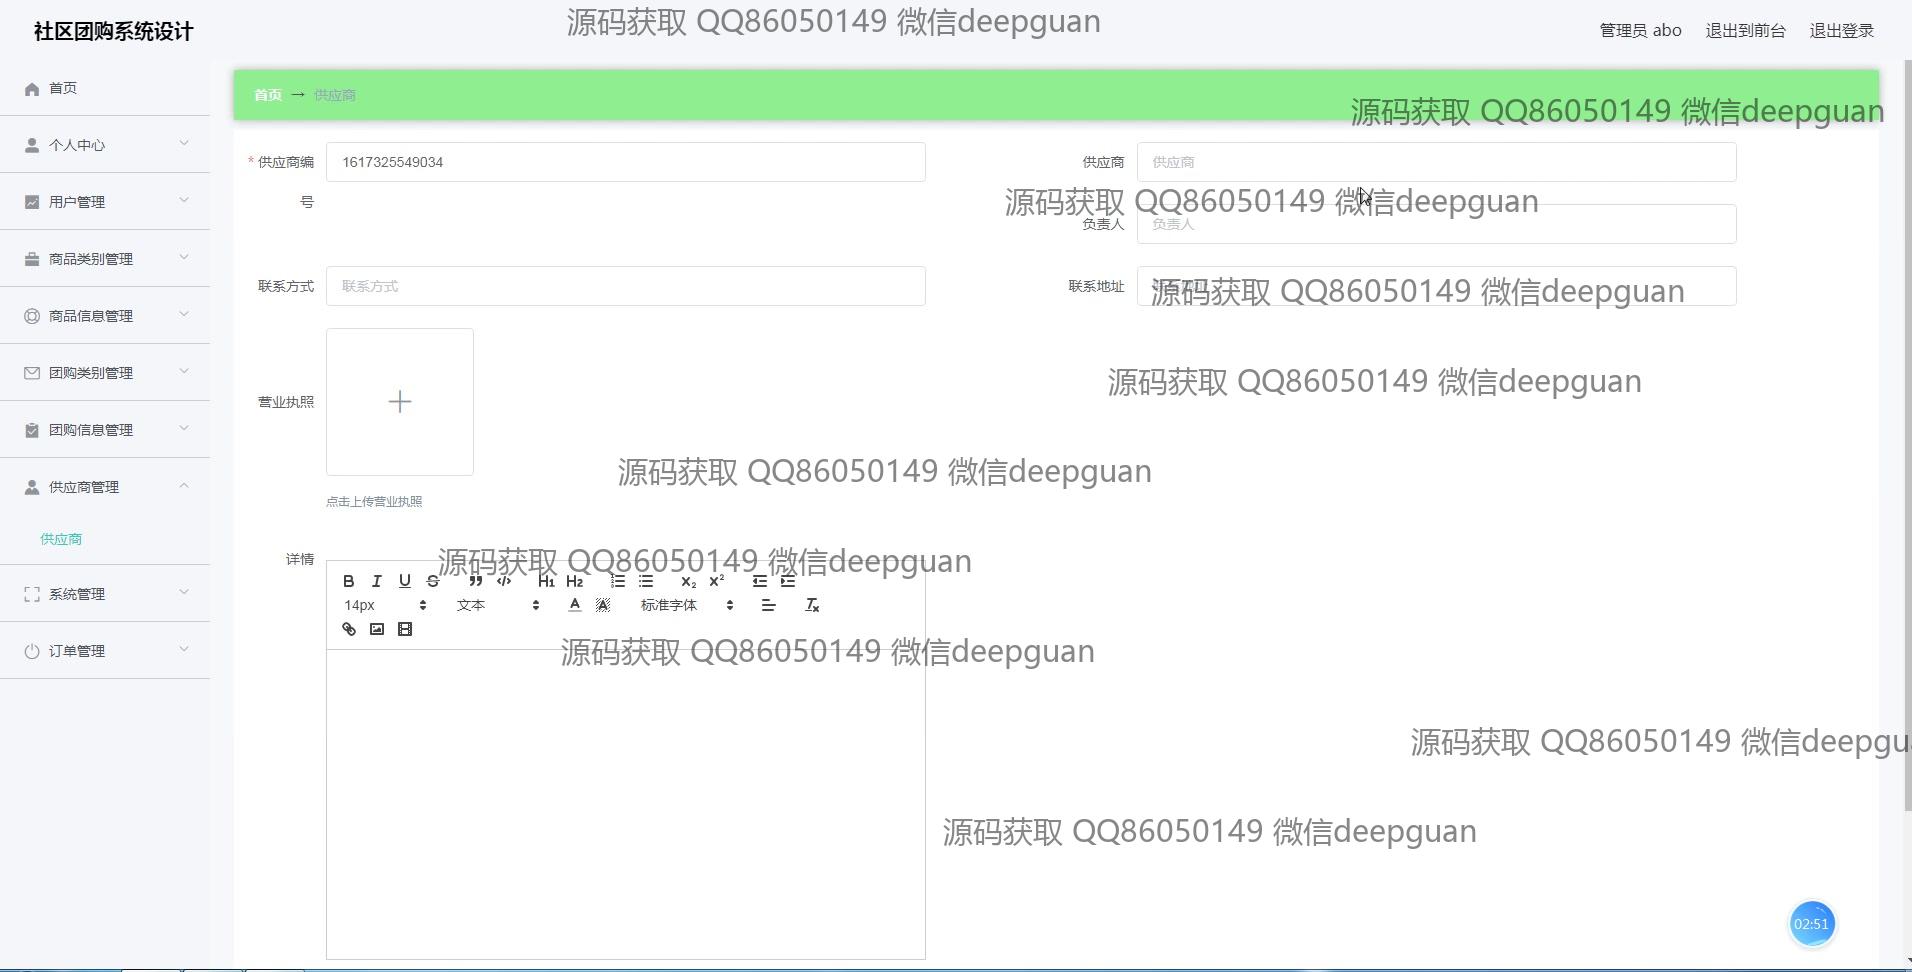 社区团购系统设计
源码获取 QQ86050149 微信deepguan
管理员 abo
退出到前台
退出登录
首页
个人中心
用户管理
商品类别管理
商品信息管理
团购类别管理
团购信息管理
供应商管理
供应商
系统管理
订单管理
首页 → 供应商
源码获取 QQ86050149 微信deepguan
* 供应商编号
1617325549034
供应商
供应商
源码获取 QQ86050149 微信deepguan
负责人
负责人
联系方式
联系方式
联系地址
源码获取 QQ86050149 微信deepguan
源码获取 QQ86050149 微信deepguan
营业执照
源码获取 QQ86050149 微信deepguan
点击上传营业执照
详情
源码获取 QQ86050149 微信deepguan
B I U S H1 H2 x2 x2
14px 文本 A A 标准字体 Tx
源码获取 QQ86050149 微信deepguan
源码获取 QQ86050149 微信deepgu
源码获取 QQ86050149 微信deepguan
02:51